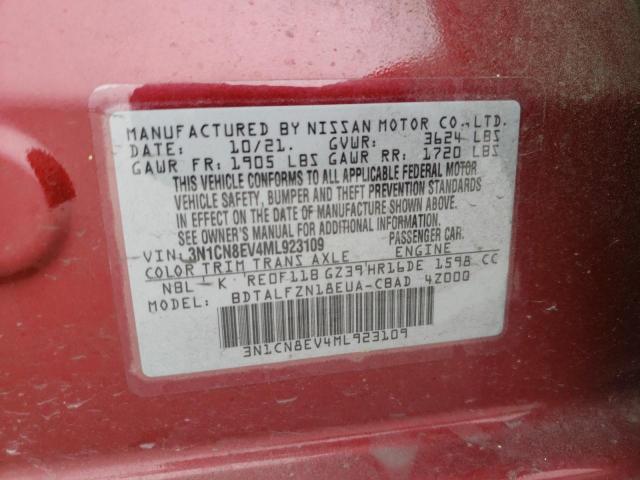 MANUFACTURED BY NISSAN MOTOR CO.,LTD.
DATE: 10/21. GVWR: 3624 LBS
GAWR FR: 1905 LBS GAWR RR: 1720 LBS
THIS VEHICLE CONFORMS TO ALL APPLICABLE FEDERAL MOTOR
VEHICLE SAFETY, BUMPER AND THEFT PREVENTION STANDARDS
IN EFFECT ON THE DATE OF MANUFACTURE SHOWN ABOVE.
SEE OWNER'S MANUAL FOR ADDITIONAL INFORMATION.
VIN: 3N1CN8EV4ML923109 PASSENGER CAR.
COLOR TRIM TRANS AXLE ENGINE
NBL - K RE0F11B GZ39 HR16DE 1598 CC
MODEL: BDTALFZN18EUA-CBAD 4Z000
3N1CN8EV4ML923109